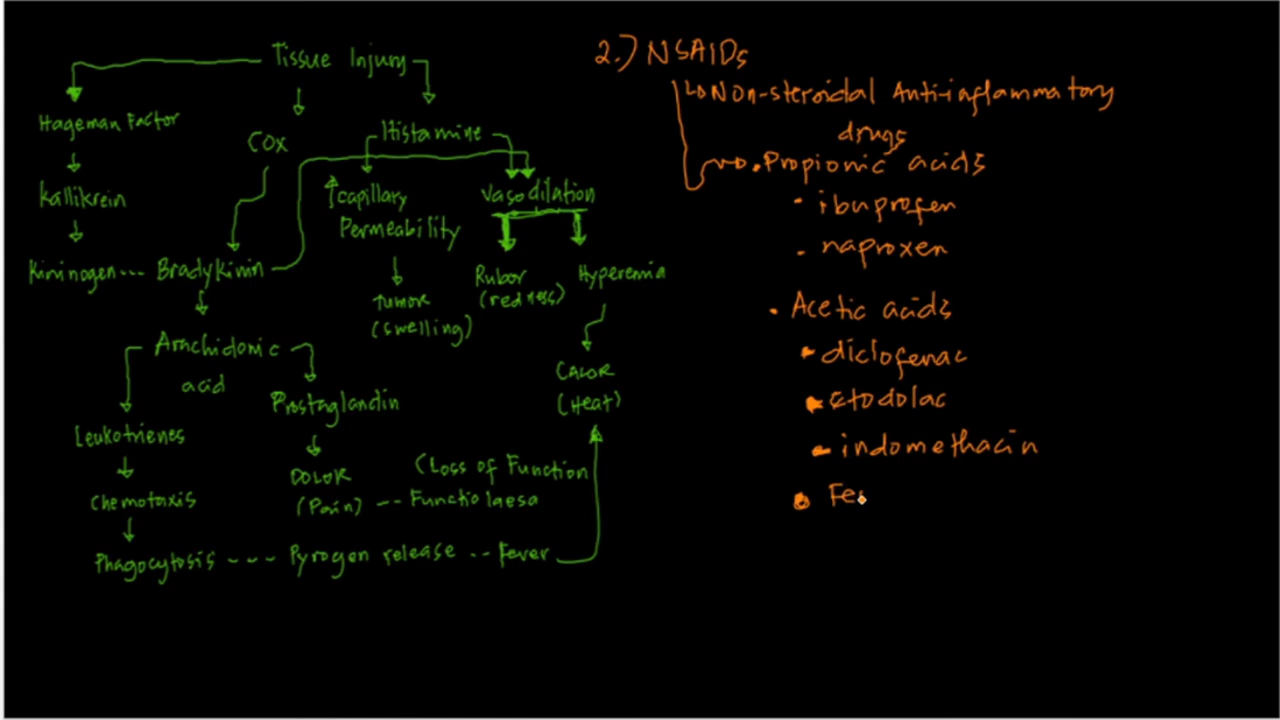 Tissue Injury
Hageman Factor
COX
Histamine
Kallikrein
↑capillary
Permeability
Vasodilation
Kininogen --- Bradykinin
Rubor
(redness)
Hyperemia
Tumor
(swelling)
Arachidonic
acid
Prostaglandin
CALOR
(Heat)
Leukotrienes
Chemotaxis
DOLOR
(Pain) -- Functio laesa
(Loss of Function
Phagocytosis --- Pyrogen release -- Fever
2.) NSAIDs
Non-steroidal Anti-inflammatory
drugs
• Propionic acids
• ibuprofen
• naproxen
• Acetic acids
• diclofenac
• etodolac
• indomethacin
• Fe